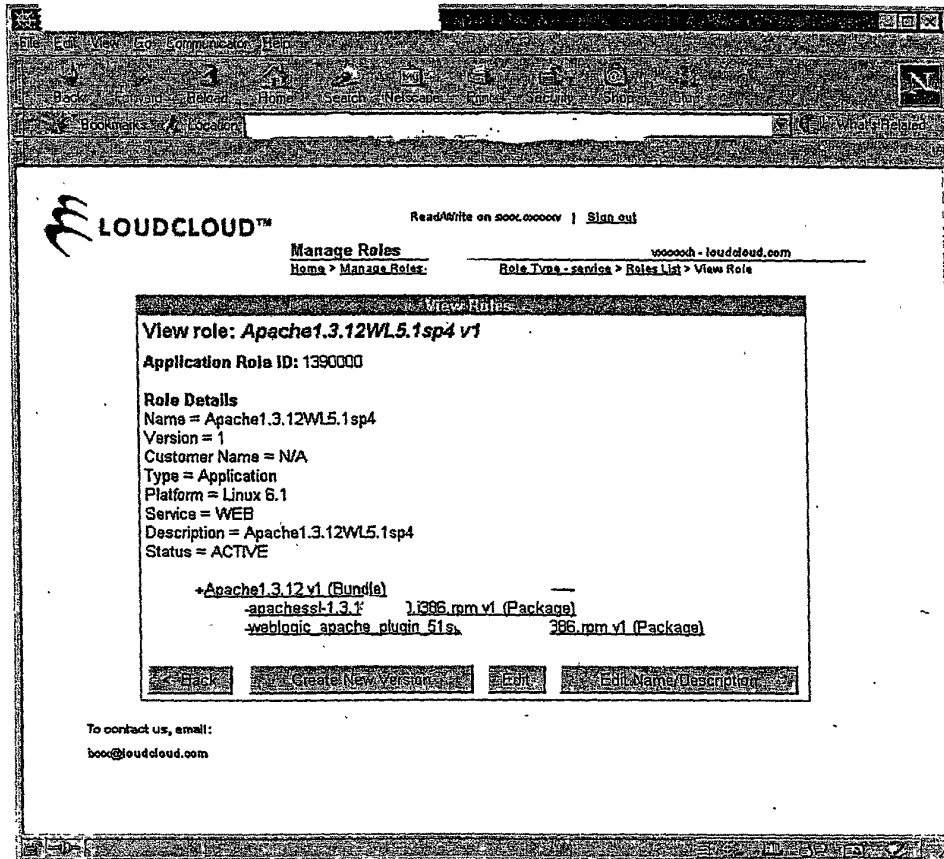 File Edit View Go Communicator Help
Back Forward Reload Home Search Netscape Print Security Shop Stop
Bookmarks Location What's Related
N
LOUDCLOUD™
Read/Write on | Sign out
Manage Roles
loudcloud.com
Home > Manage Roles
Role Type - service > Roles List > View Role
View Roles
View role: Apache1.3.12WL5.1sp4 v1
Application Role ID: 1390000
Role Details
Name = Apache1.3.12WL5.1sp4
Version = 1
Customer Name = N/A
Type = Application
Platform = Linux 6.1
Service = WEB
Description = Apache1.3.12WL5.1sp4
Status = ACTIVE
+Apache1.3.12 v1 (Bundle)
-apachessl-1.3.1 .i386.rpm v1 (Package)
-weblogic_apache_plugin_51s 386.rpm v1 (Package)
< Back Create New Version Edit Edit Name/Description
To contact us, email:
@loudcloud.com